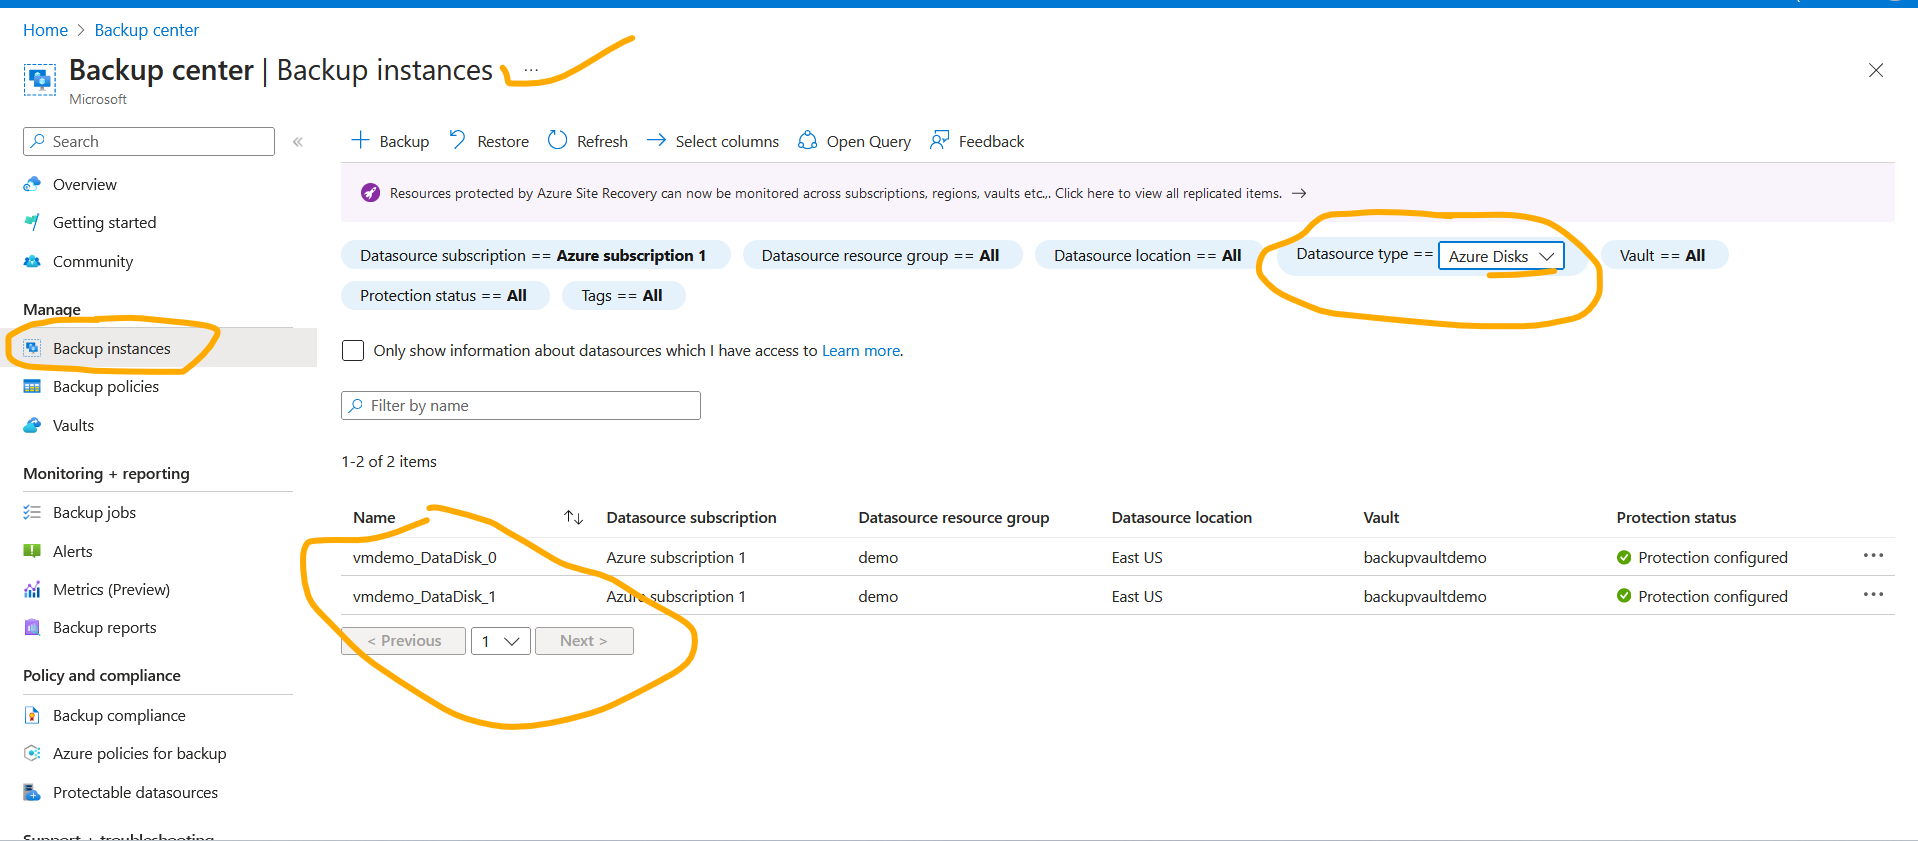 Home > Backup center
Backup center | Backup instances ...
Microsoft
Search «
+ Backup Restore Refresh Select columns Open Query Feedback
Overview
Getting started
Community
Manage
Backup instances
Backup policies
Vaults
Monitoring + reporting
Backup jobs
Alerts
Metrics (Preview)
Backup reports
Policy and compliance
Backup compliance
Azure policies for backup
Protectable datasources
Support + troubleshooting
Resources protected by Azure Site Recovery can now be monitored across subscriptions, regions, vaults etc.,. Click here to view all replicated items. →
Datasource subscription == Azure subscription 1 Datasource resource group == All Datasource location == All Datasource type == Azure Disks Vault == All
Protection status == All Tags == All
Only show information about datasources which I have access to Learn more.
Filter by name
1-2 of 2 items
Name Datasource subscription Datasource resource group Datasource location Vault Protection status
vmdemo_DataDisk_0 Azure subscription 1 demo East US backupvaultdemo Protection configured ...
vmdemo_DataDisk_1 Azure subscription 1 demo East US backupvaultdemo Protection configured ...
< Previous 1 Next >